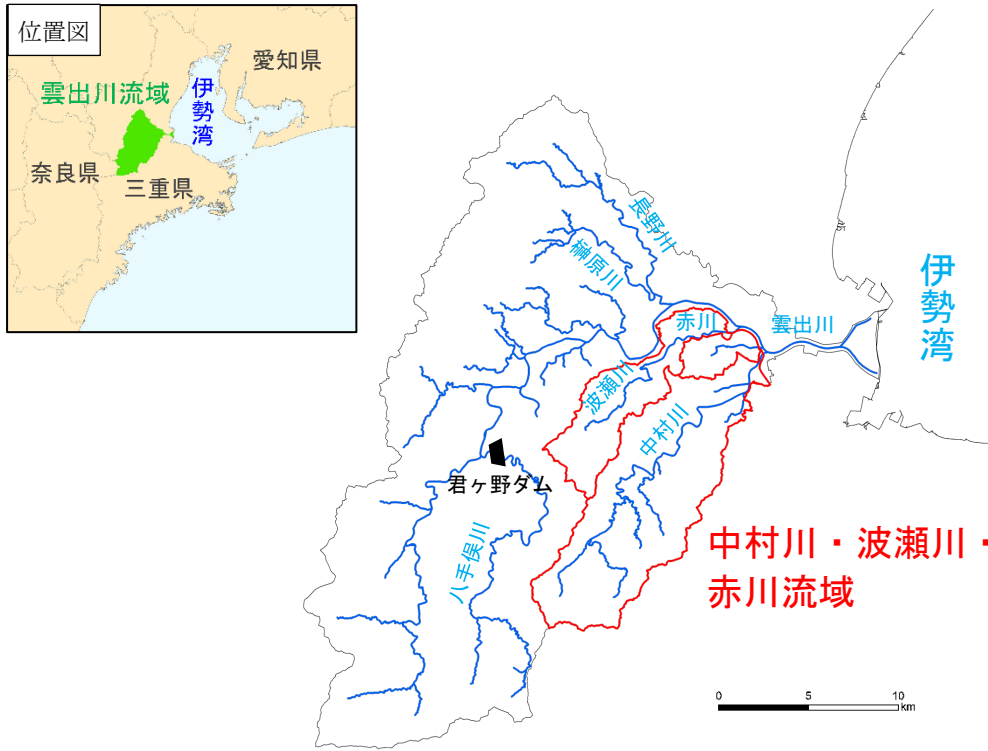 位置図
愛知県
伊勢湾
雲出川流域
奈良県
三重県
長野川
榊原川
伊勢湾
赤川
雲出川
波瀬川
中村川
君ヶ野ダム
八手俣川
中村川・波瀬川・
赤川流域
0 5 10
km